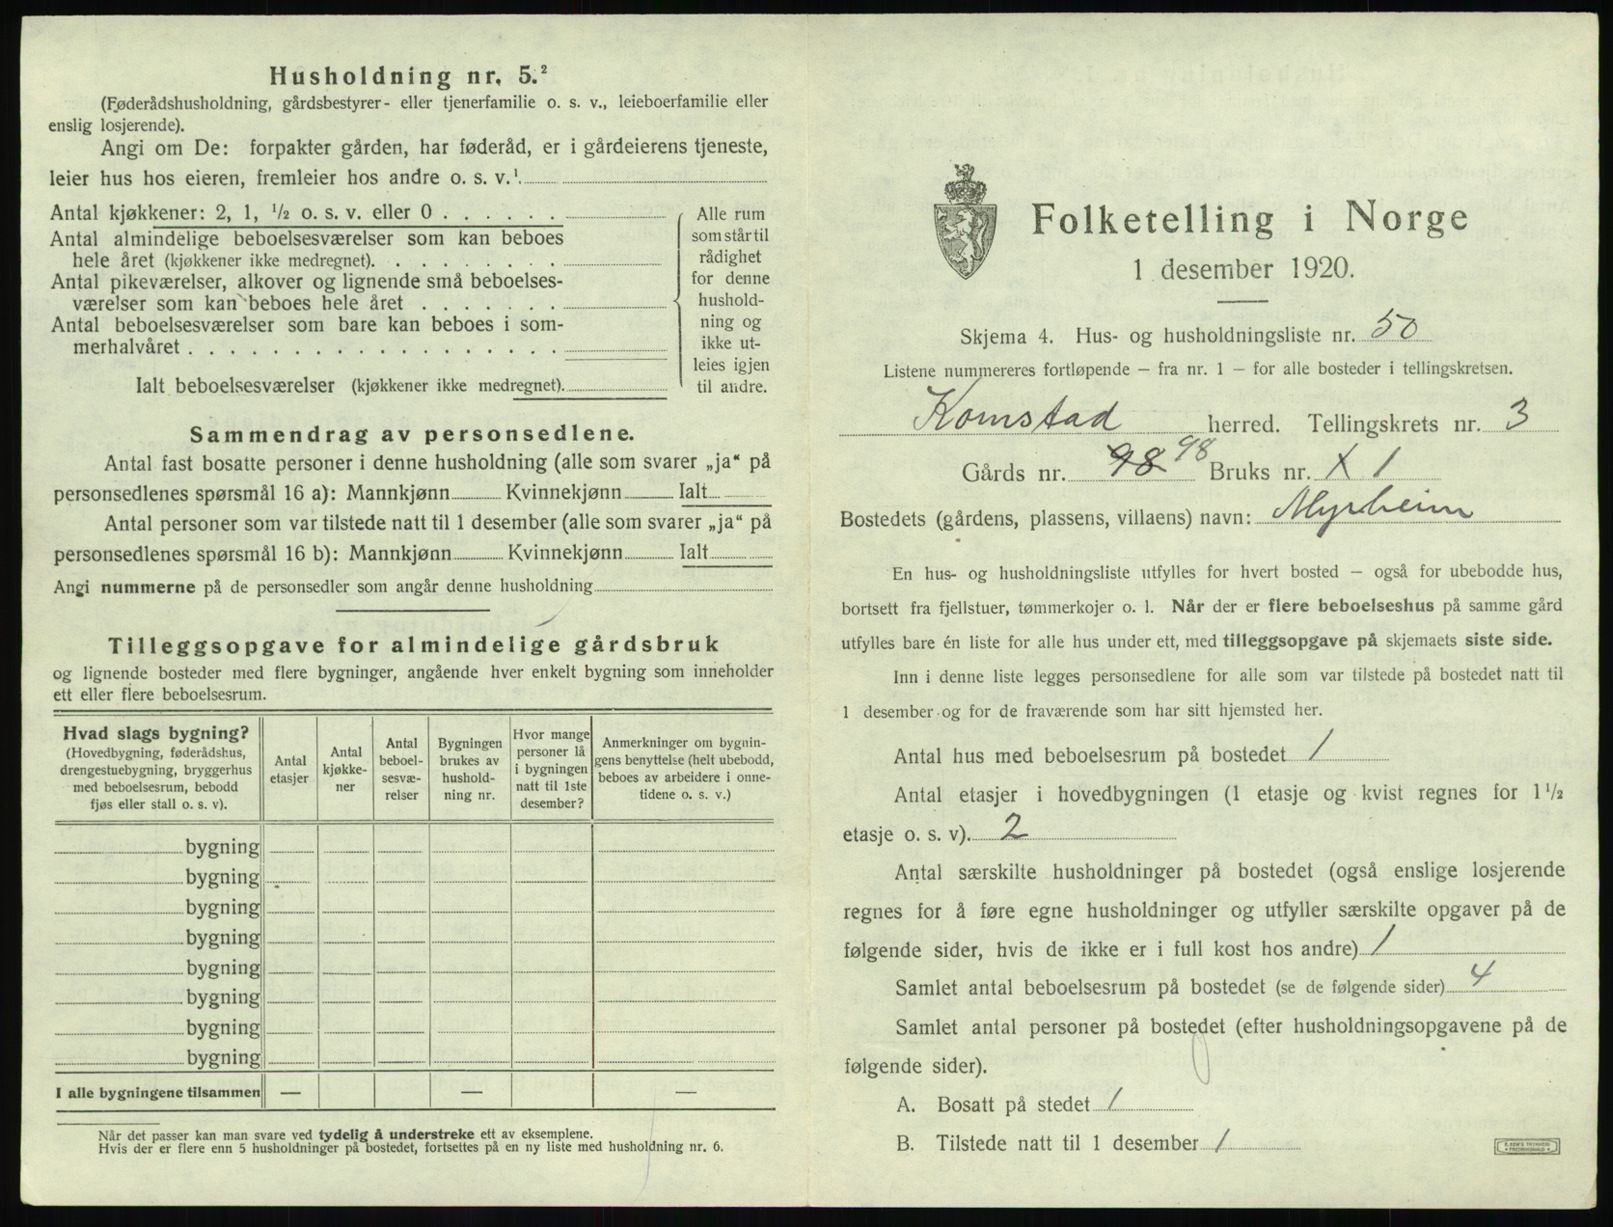 Husholdning nr. 5.²
(Føderådshusholdning, gårdsbestyrer- eller tjenerfamilie o. s. v., leieboerfamilie eller
enslig losjerende).
Angi om De: forpakter gården, har føderåd, er i gårdeierens tjeneste,
leier hus hos eieren, fremleier hos andre o. s. v.¹
Antal kjøkkener: 2, 1, ½ o. s. v. eller 0 . . . . . .
Antal almindelige beboelsesværelser som kan beboes
hele året (kjøkkener ikke medregnet). . . . . . . .
Antal pikeværelser, alkover og lignende små beboelses-
værelser som kan beboes hele året . . . . . . .
Antal beboelsesværelser som bare kan beboes i som-
merhalvåret . . . . . . . . . . . . . . . . . .
Ialt beboelsesværelser (kjøkkener ikke medregnet).
Alle rum
som står til
rådighet
for denne
hushold-
ning og
ikke ut-
leies igjen
til andre.
Sammendrag av personsedlene.
Antal fast bosatte personer i denne husholdning (alle som svarer „ja“ på
personsedlenes spørsmål 16 a): Mannkjønn Kvinnekjønn Ialt
Antal personer som var tilstede natt til 1 desember (alle som svarer „ja“ på
personsedlenes spørsmål 16 b): Mannkjønn Kvinnekjønn Ialt
Angi nummerne på de personsedler som angår denne husholdning
Tilleggsopgave for almindelige gårdsbruk
og lignende bosteder med flere bygninger, angående hver enkelt bygning som inneholder
ett eller flere beboelsesrum.
Hvad slags bygning?
(Hovedbygning, føderådshus,
drengestuebygning, bryggerhus
med beboelsesrum, bebodd
fjøs eller stall o. s. v).
Antal
etasjer
Antal
kjøkke-
ner
Antal
beboel-
sesvæ-
relser
Bygningen
brukes av
hushold-
ning nr.
Hvor mange
personer lå
i bygningen
natt til 1ste
desember?
Anmerkninger om bygnin-
gens benyttelse (helt ubebodd,
beboes av arbeidere i onne-
tidene o. s. v.)
bygning
bygning
bygning
bygning
bygning
bygning
bygning
bygning
I alle bygningene tilsammen — — —
Når det passer kan man svare ved tydelig å understreke ett av eksemplene.
Hvis der er flere enn 5 husholdninger på bostedet, fortsettes på en ny liste med husholdning nr. 6.
Folketelling i Norge
1 desember 1920.
Skjema 4. Hus- og husholdningsliste nr. 50
Listene nummereres fortløpende — fra nr. 1 — for alle bosteder i tellingskretsen.
Komstad herred. Tellingskrets nr. 3
Gårds nr. 98 98 Bruks nr. 1 1
Bostedets (gårdens, plassens, villaens) navn: Myrheim
En hus- og husholdningsliste utfylles for hvert bosted — også for ubebodde hus,
bortsett fra fjellstuer, tømmerkojer o. l. Når der er flere beboelseshus på samme gård
utfylles bare én liste for alle hus under ett, med tilleggsopgave på skjemaets siste side.
Inn i denne liste legges personsedlene for alle som var tilstede på bostedet natt til
1 desember og for de fraværende som har sitt hjemsted her.
Antal hus med beboelsesrum på bostedet 1
Antal etasjer i hovedbygningen (1 etasje og kvist regnes for 1½
etasje o. s. v). 2
Antal særskilte husholdninger på bostedet (også enslige losjerende
regnes for å føre egne husholdninger og utfyller særskilte opgaver på de
følgende sider, hvis de ikke er i full kost hos andre) 1
Samlet antal beboelsesrum på bostedet (se de følgende sider) 4
Samlet antal personer på bostedet (efter husholdningsopgavene på de
følgende sider).
A. Bosatt på stedet 1
B. Tilstede natt til 1 desember 1